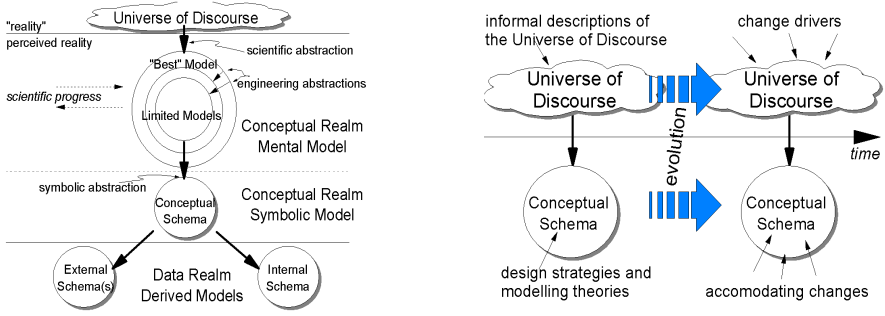 Universe of Discourse
"reality"
perceived reality
scientific abstraction
"Best" Model
engineering abstractions
scientific progress
Limited Models
Conceptual Realm
Mental Model
symbolic abstraction
Conceptual
Schema
Conceptual Realm
Symbolic Model
External
Schema(s)
Data Realm
Derived Models
Internal
Schema
informal descriptions of
the Universe of Discourse
change drivers
Universe of
Discourse
Universe of
Discourse
evolution
time
Conceptual
Schema
Conceptual
Schema
design strategies and
modelling theories
accomodating changes